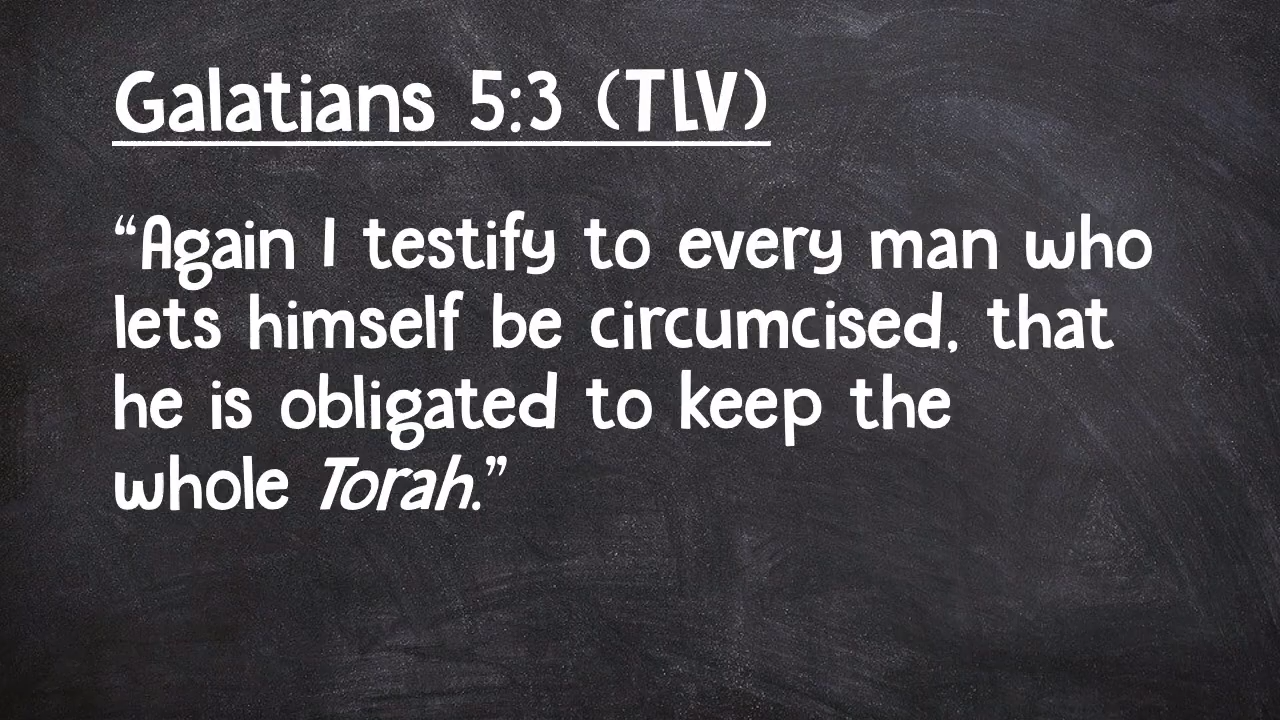 Galatians 5:3 (TLV)
“Again I testify to every man who
lets himself be circumcised, that
he is obligated to keep the
whole Torah.”